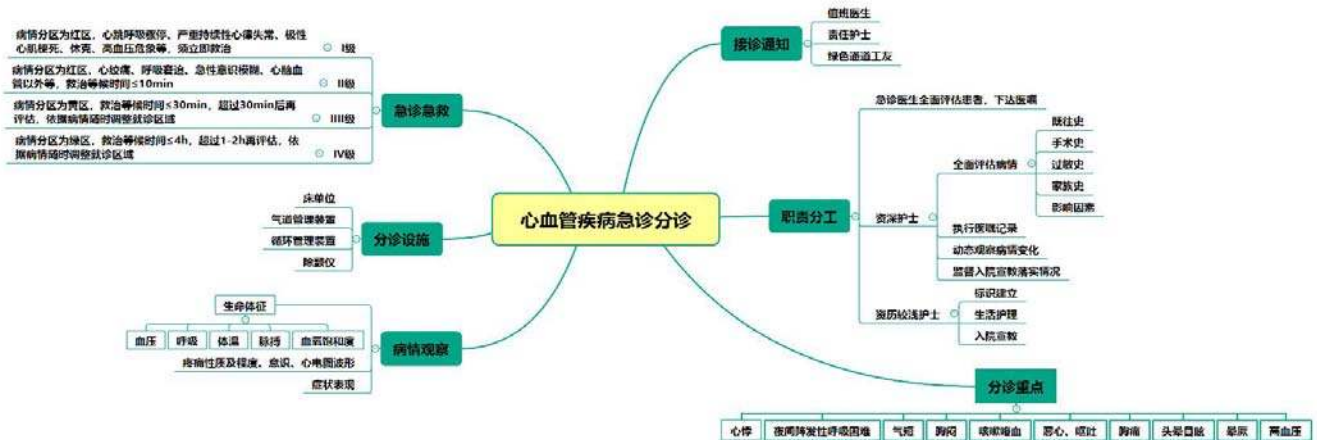 心血管疾病急诊分诊
急诊急救
病情分区为红区，心跳呼吸骤停、严重持续性心律失常、极性
心肌梗死、休克、高血压危象等，须立即救治
I级
病情分区为红区，心绞痛、呼吸窘迫、急性意识模糊、心脑血
管以外等，救治等候时间≤10min
II级
病情分区为黄区，救治等候时间≤30min，超过30min后再
评估，依据病情随时调整就诊区域
IIII级
病情分区为绿区，救治等候时间≤4h，超过1-2h再评估，依
据病情随时调整就诊区域
IV级
分诊设施
床单位
气道管理装置
循环管理装置
除颤仪
病情观察
生命体征
血压
呼吸
体温
脉搏
血氧饱和度
疼痛性质及程度、意识、心电图波形
症状表现
接诊通知
值班医生
责任护士
绿色通道工友
职责分工
急诊医生全面评估患者，下达医嘱
资深护士
全面评估病情
既往史
手术史
过敏史
家族史
影响因素
执行医嘱记录
动态观察病情变化
监督入院宣教落实情况
资历较浅护士
标识建立
生活护理
入院宣教
分诊重点
心悸
夜间阵发性呼吸困难
气短
胸闷
咳嗽咯血
恶心、呕吐
胸痛
头晕目眩
晕厥
高血压